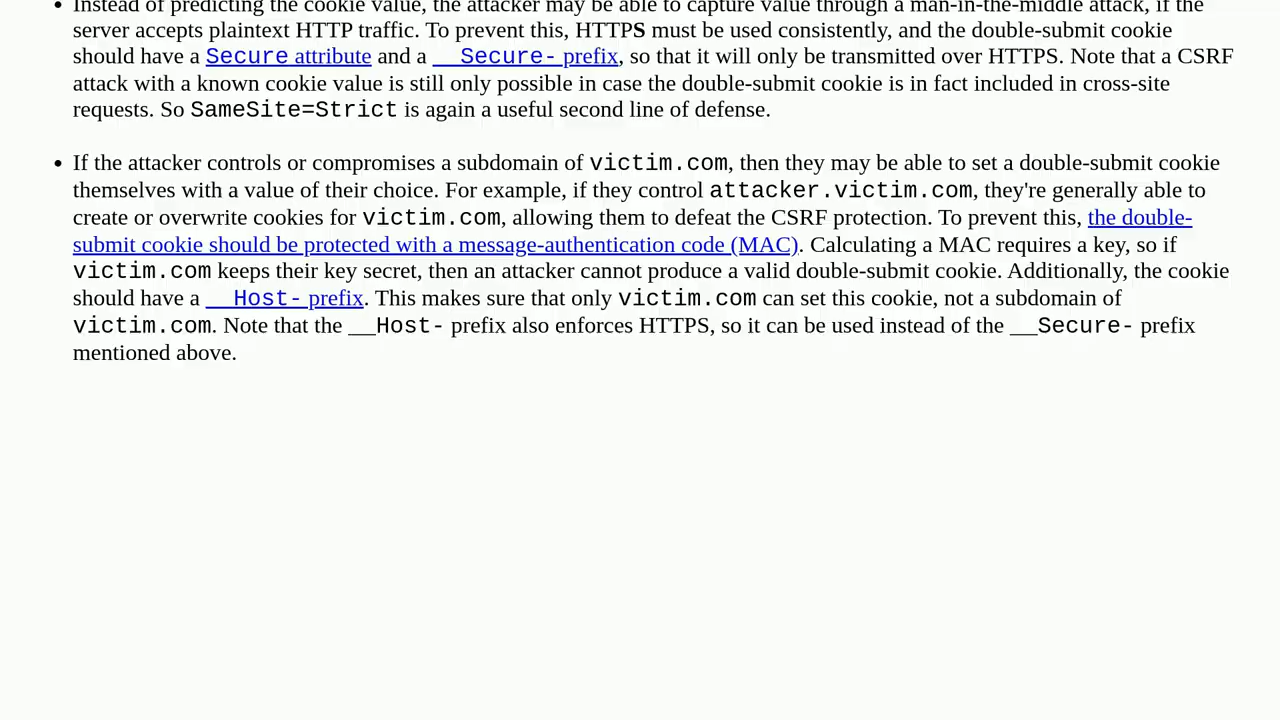 • Instead of predicting the cookie value, the attacker may be able to capture value through a man-in-the-middle attack, if the
server accepts plaintext HTTP traffic. To prevent this, HTTPS must be used consistently, and the double-submit cookie
should have a Secure attribute and a __Secure- prefix, so that it will only be transmitted over HTTPS. Note that a CSRF
attack with a known cookie value is still only possible in case the double-submit cookie is in fact included in cross-site
requests. So SameSite=Strict is again a useful second line of defense.
• If the attacker controls or compromises a subdomain of victim.com, then they may be able to set a double-submit cookie
themselves with a value of their choice. For example, if they control attacker.victim.com, they're generally able to
create or overwrite cookies for victim.com, allowing them to defeat the CSRF protection. To prevent this, the double-
submit cookie should be protected with a message-authentication code (MAC). Calculating a MAC requires a key, so if
victim.com keeps their key secret, then an attacker cannot produce a valid double-submit cookie. Additionally, the cookie
should have a __Host- prefix. This makes sure that only victim.com can set this cookie, not a subdomain of
victim.com. Note that the __Host- prefix also enforces HTTPS, so it can be used instead of the __Secure- prefix
mentioned above.